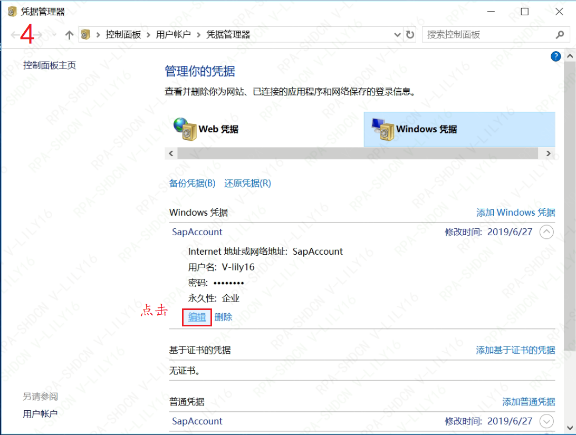 凭据管理器
4
控制面板 > 用户帐户 > 凭据管理器
搜索控制面板
控制面板主页
管理你的凭据
查看并删除你为网站、已连接的应用程序和网络保存的登录信息。
Web 凭据
Windows 凭据
备份凭据(B) 还原凭据(R)
Windows 凭据
添加 Windows 凭据
SapAccount
修改时间: 2019/6/27
Internet 地址或网络地址: SapAccount
用户名: V-lily16
密码: ••••••••
永久性: 企业
点击
编辑 删除
基于证书的凭据
添加基于证书的凭据
无证书。
另请参阅
用户帐户
普通凭据
添加普通凭据
SapAccount
修改时间: 2019/6/27